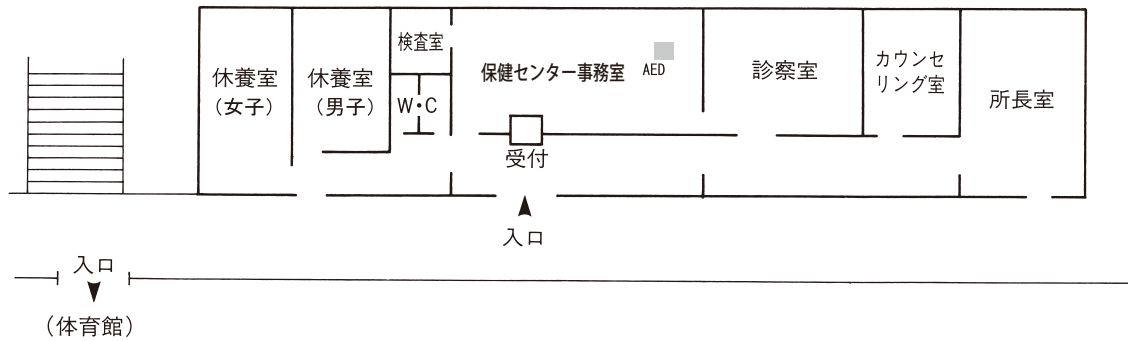 休養室
（女子）
休養室
（男子）
検査室
W・C
保健センター事務室
AED
受付
診察室
カウンセ
リング室
所長室
入口
入口
（体育館）